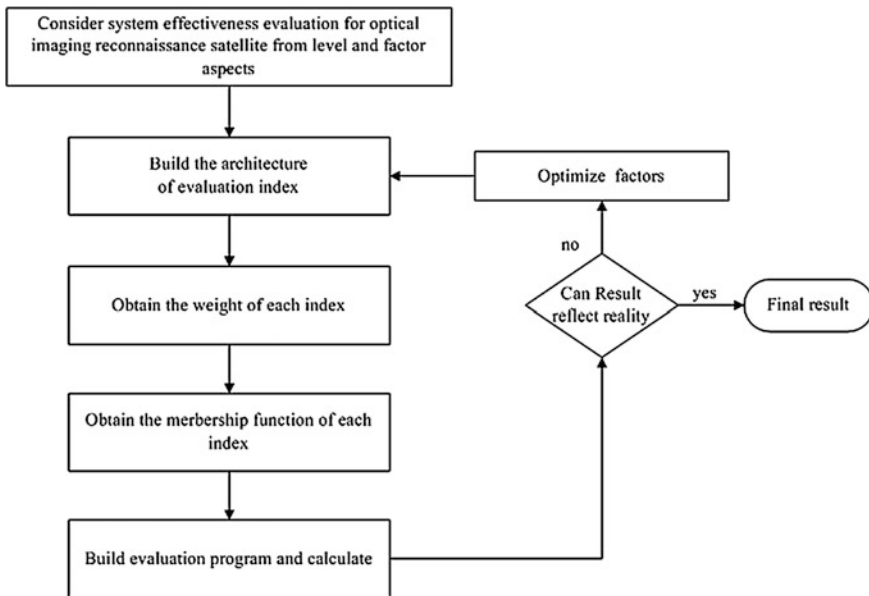 Consider system effectiveness evaluation for optical
imaging reconnaissance satellite from level and factor
aspects
Build the architecture
of evaluation index
Optimize factors
no
Obtain the weight of each index
Can Result
reflect reality
yes
Final result
Obtain the merbership function of each
index
Build evaluation program and calculate